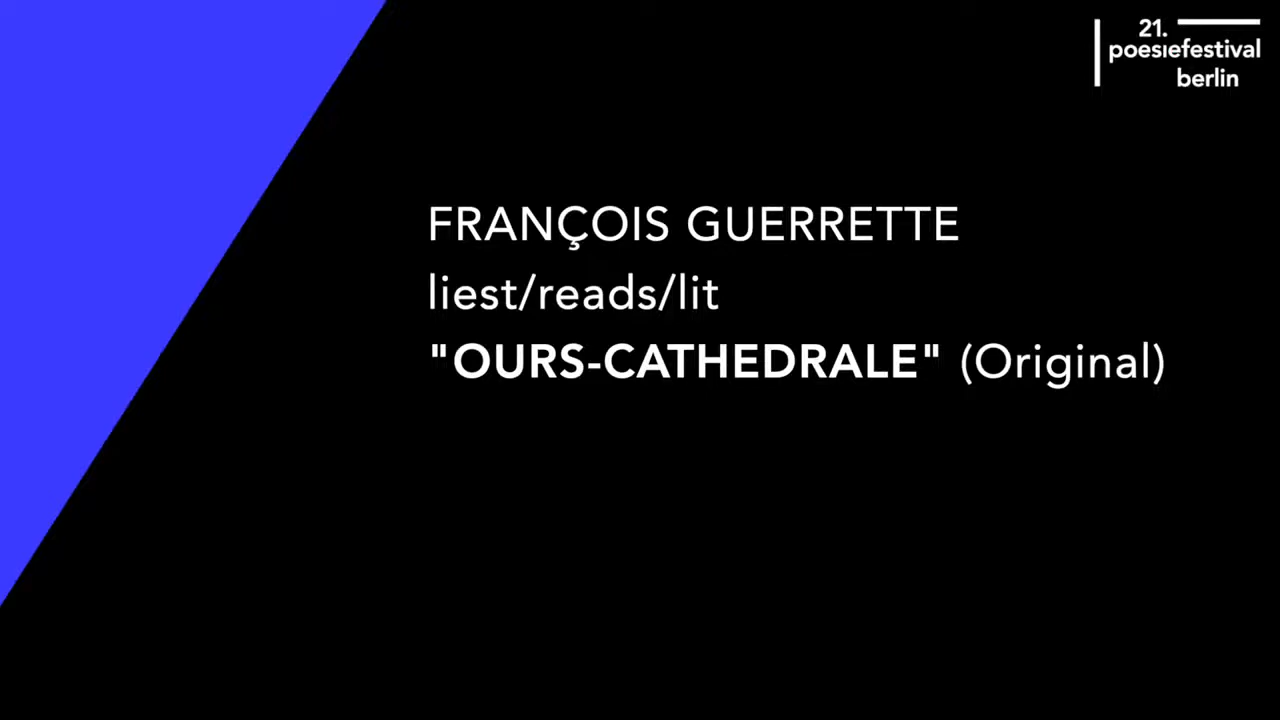 21.
poesiefestival
berlin
FRANÇOIS GUERRETTE
liest/reads/lit
"OURS-CATHEDRALE" (Original)